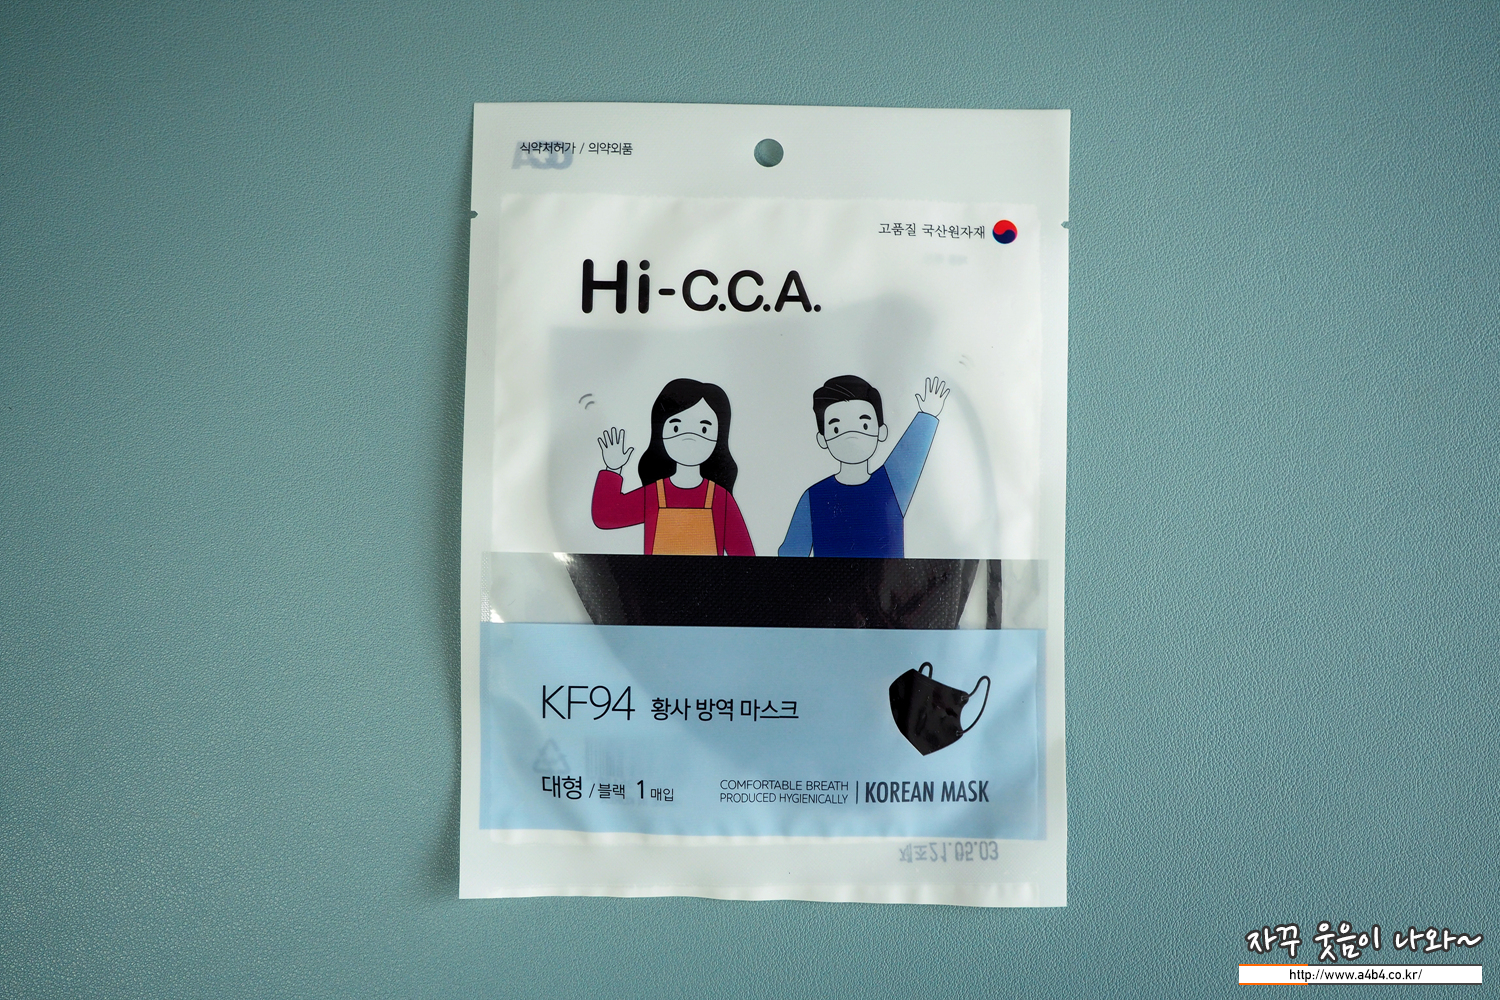 식약처허가 / 의약외품
고품질 국산원자재
Hi-C.C.A.
KF94 황사 방역 마스크
대형 / 블랙 1 매입
COMFORTABLE BREATH
PRODUCED HYGIENICALLY
KOREAN MASK
제조21.05.03
자꾸 웃음이 나와~
http://www.a4b4.co.kr/